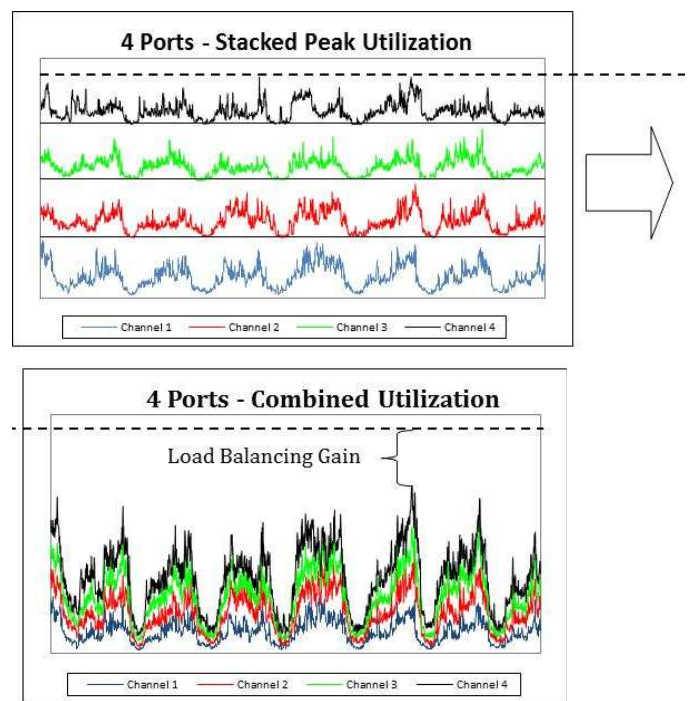 4 Ports - Stacked Peak Utilization
Channel 1 Channel 2 Channel 3 Channel 4
4 Ports - Combined Utilization
Load Balancing Gain
Channel 1 Channel 2 Channel 3 Channel 4